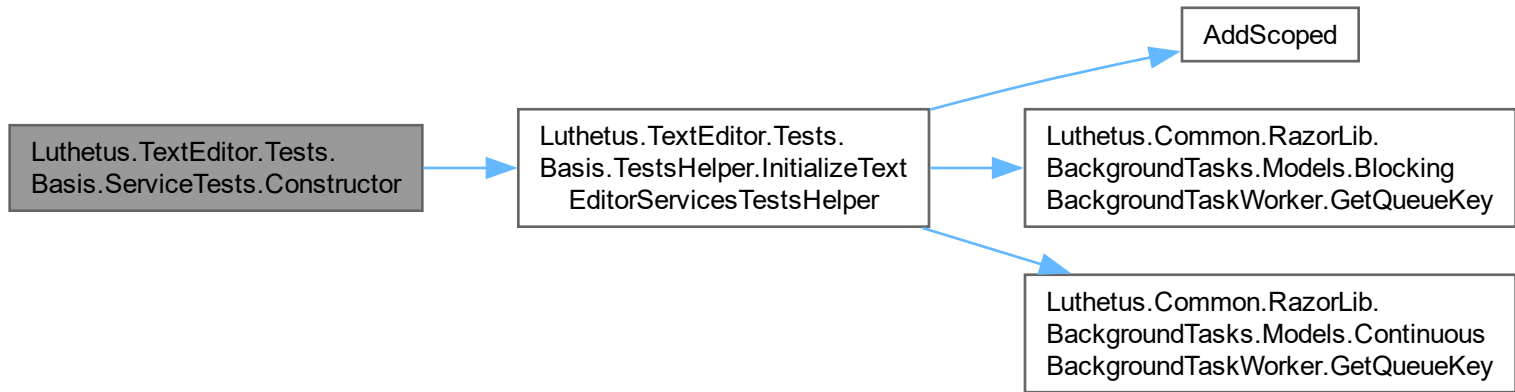 AddScoped
Luthetus.TextEditor.Tests.
Basis.ServiceTests.Constructor
Luthetus.TextEditor.Tests.
Basis.TestsHelper.InitializeText
EditorServicesTestsHelper
Luthetus.Common.RazorLib.
BackgroundTasks.Models.Blocking
BackgroundTaskWorker.GetQueueKey
Luthetus.Common.RazorLib.
BackgroundTasks.Models.Continuous
BackgroundTaskWorker.GetQueueKey